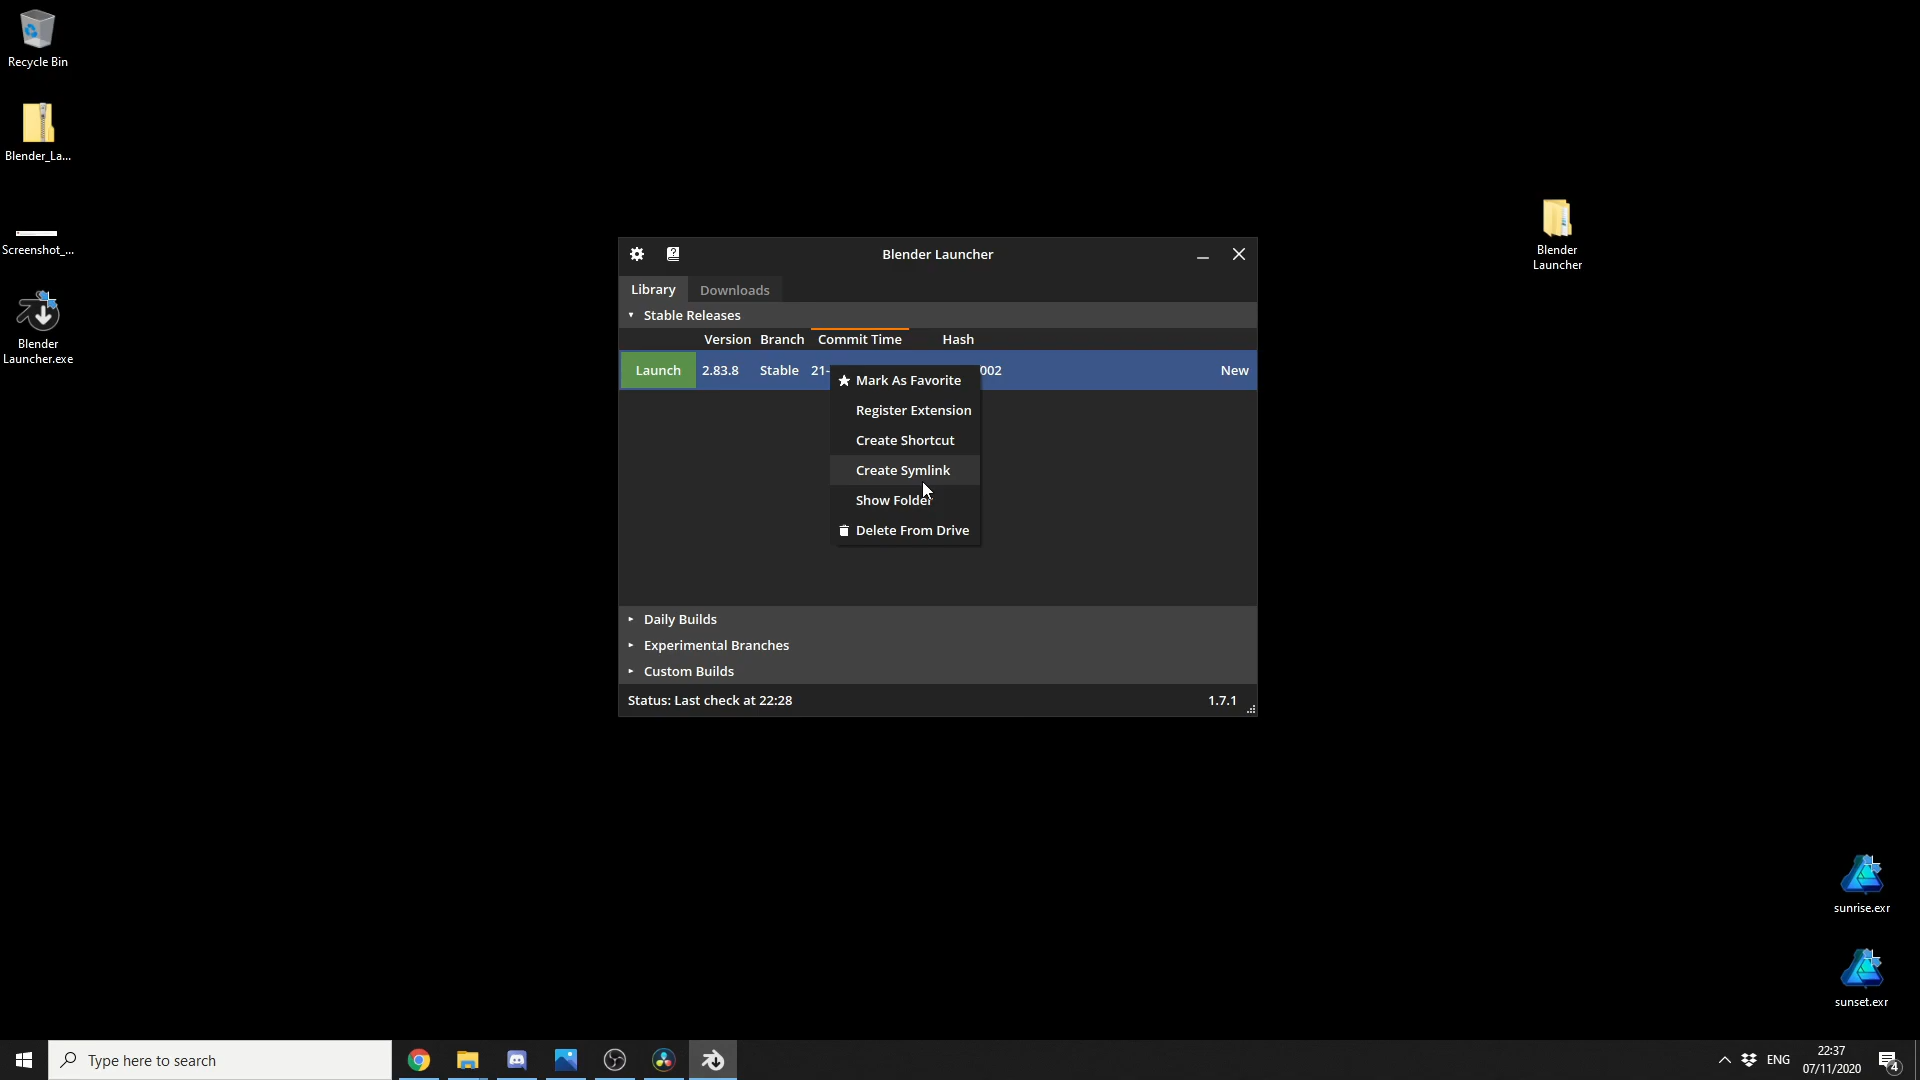 Recycle Bin
Blender_La...
Screenshot_...
Blender
Launcher.exe
Blender
Launcher
Blender Launcher
Library
Downloads
Stable Releases
Version Branch Commit Time Hash
Launch 2.83.8 Stable 21- 002 New
Mark As Favorite
Register Extension
Create Shortcut
Create Symlink
Show Folder
Delete From Drive
Daily Builds
Experimental Branches
Custom Builds
Status: Last check at 22:28
1.7.1
sunrise.exr
sunset.exr
Type here to search
ENG
22:37
07/11/2020
4